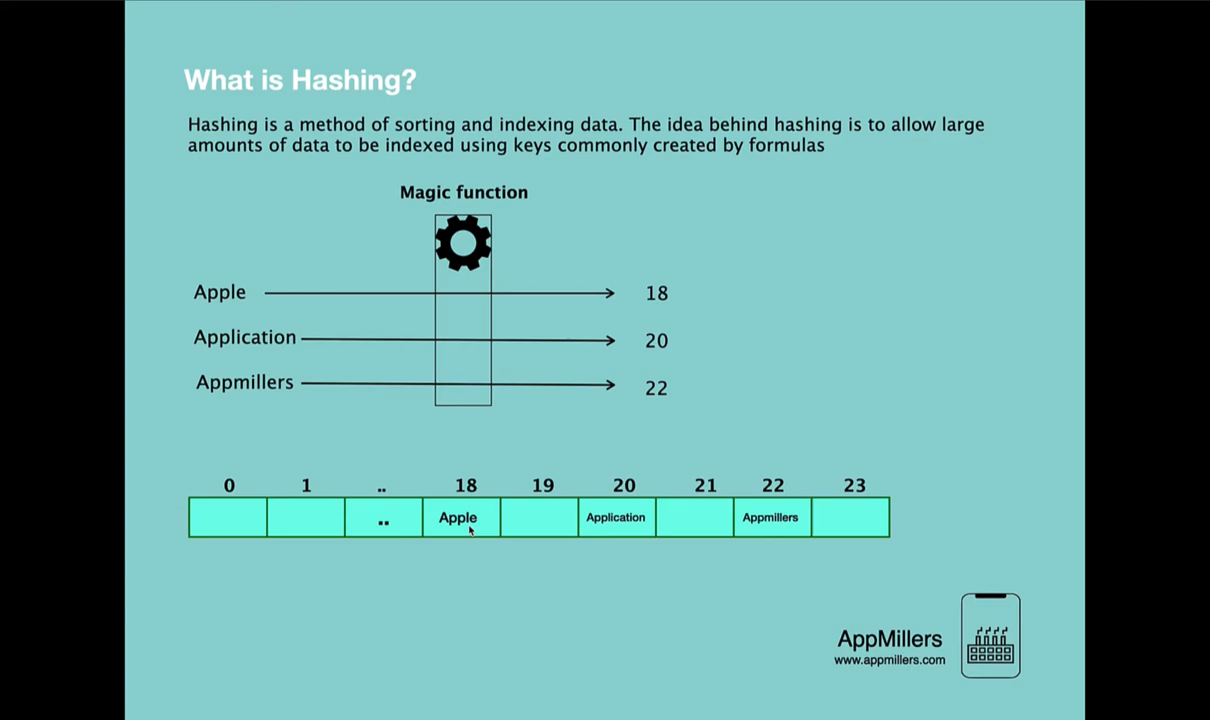 What is Hashing?
Hashing is a method of sorting and indexing data. The idea behind hashing is to allow large
amounts of data to be indexed using keys commonly created by formulas
Magic function
Apple 18
Application 20
Appmillers 22
0 1 .. 18 19 20 21 22 23
.. Apple Application Appmillers
AppMillers
www.appmillers.com